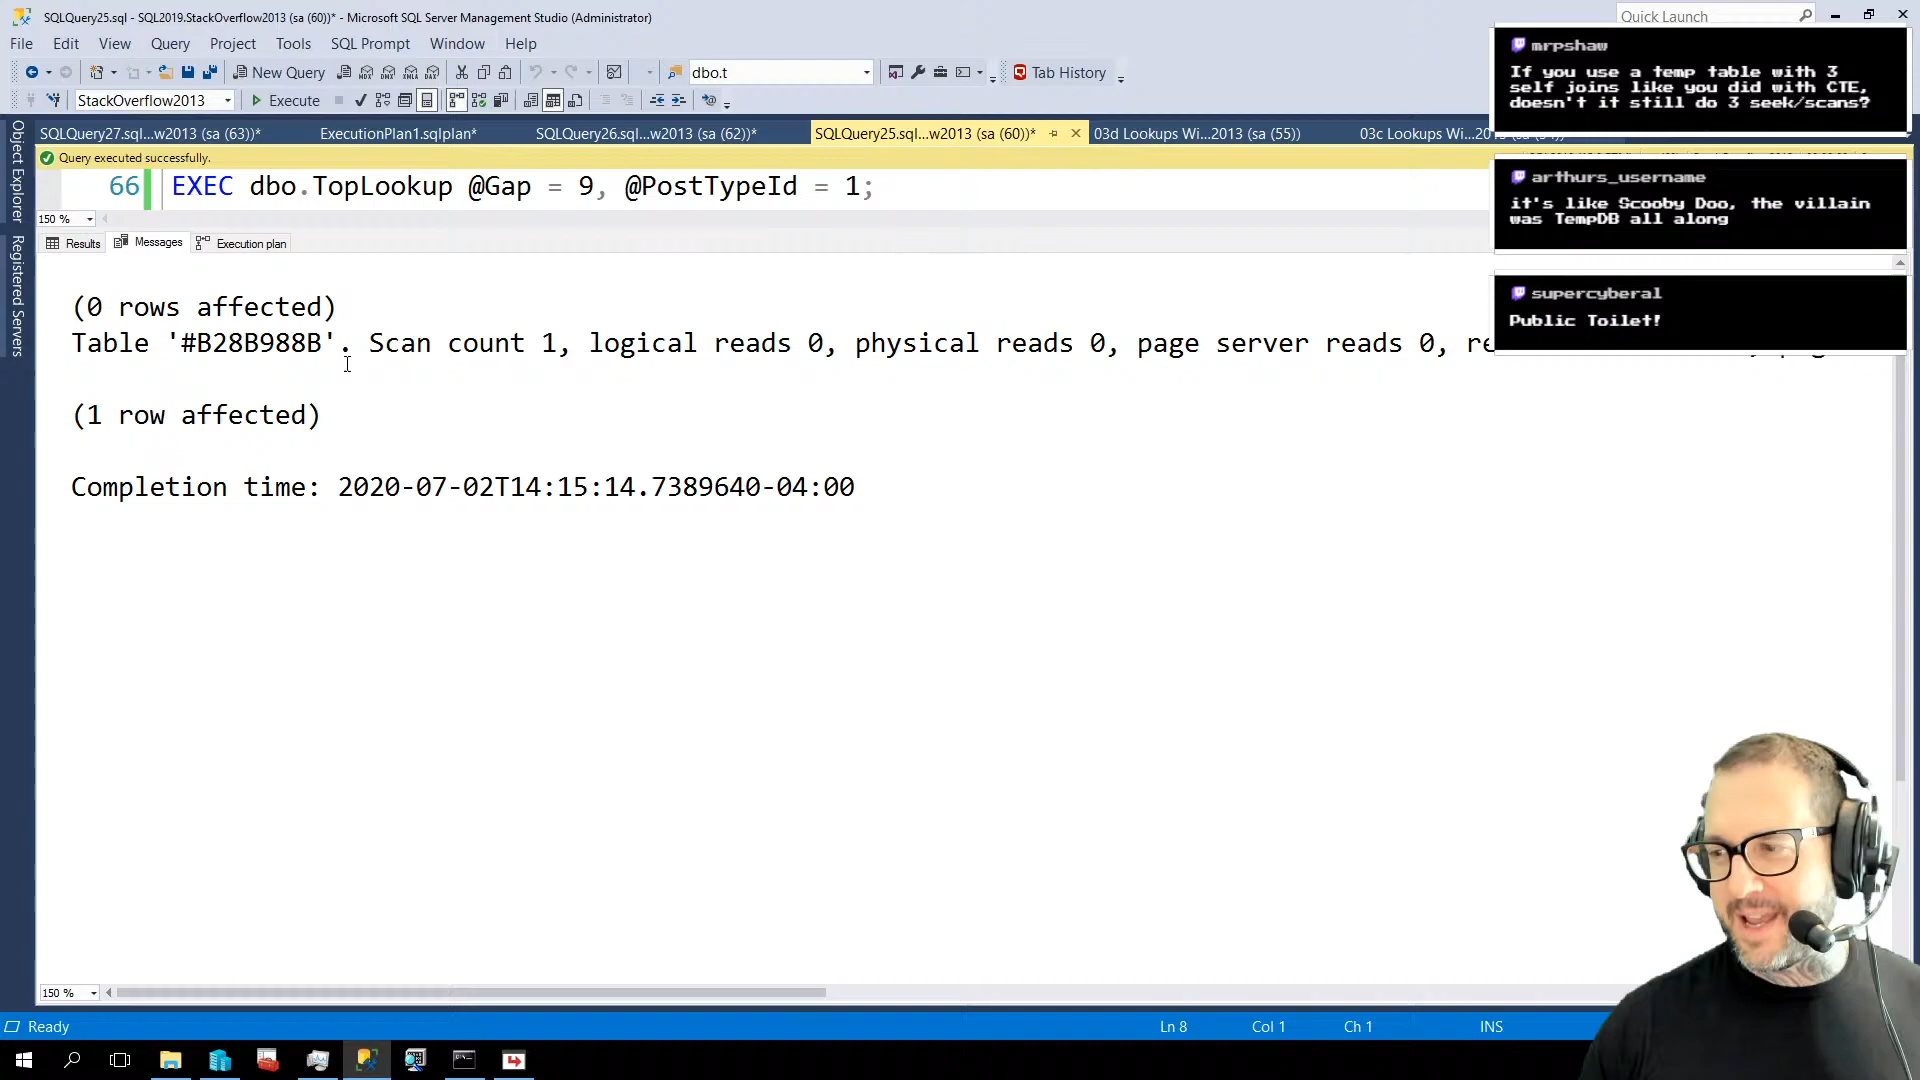 SQLQuery25.sql - SQL2019.StackOverflow2013 (sa (60))* - Microsoft SQL Server Management Studio (Administrator)
Quick Launch
File Edit View Query Project Tools SQL Prompt Window Help
New Query
dbo.t
Tab History
StackOverflow2013
Execute
SQLQuery27.sql...w2013 (sa (63))*
ExecutionPlan1.sqlplan*
SQLQuery26.sql...w2013 (sa (62))*
SQLQuery25.sql...w2013 (sa (60))*
03d Lookups Wi...2013 (sa (55))
03c Lookups Wi...
Query executed successfully.
Object Explorer
Registered Servers
66 EXEC dbo.TopLookup @Gap = 9, @PostTypeId = 1;
150 %
Results
Messages
Execution plan
(0 rows affected)
Table '#B28B988B'. Scan count 1, logical reads 0, physical reads 0, page server reads 0,
(1 row affected)
Completion time: 2020-07-02T14:15:14.7389640-04:00
mrpshaw
If you use a temp table with 3
self joins like you did with CTE,
doesn't it still do 3 seek/scans?
arthurs_username
it's like Scooby Doo, the villain
was TempDB all along
supercyberal
Public Toilet!
150 %
Ready
Ln 8
Col 1
Ch 1
INS